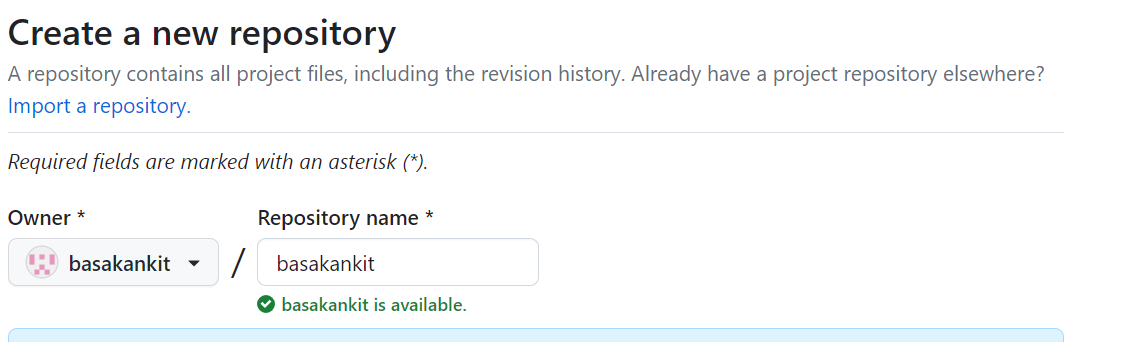 Create a new repository
A repository contains all project files, including the revision history. Already have a project repository elsewhere?
Import a repository.
Required fields are marked with an asterisk (*).
Owner *
Repository name *
basakankit
/
basakankit
basakankit is available.